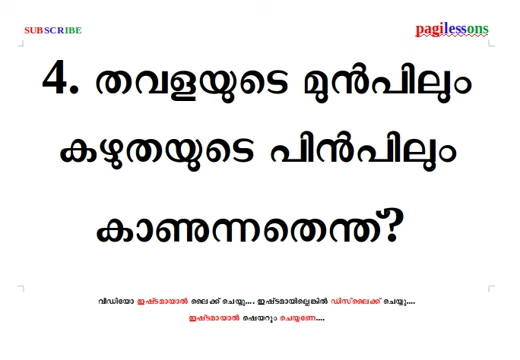 SUBSCRIBE
pagilessons
4. തവളയുടെ മുൻപിലും
കഴുതയുടെ പിൻപിലും
കാണുന്നതെന്ത്?
വീഡിയോ ഇഷ്ടമായാൽ ലൈക്ക് ചെയ്യൂ.... ഇഷ്ടമായില്ലെങ്കിൽ ഡിസ്‌ലൈക്ക് ചെയ്യൂ....
ഇഷ്ടമായാൽ ഷെയറും ചെയ്യണേ....